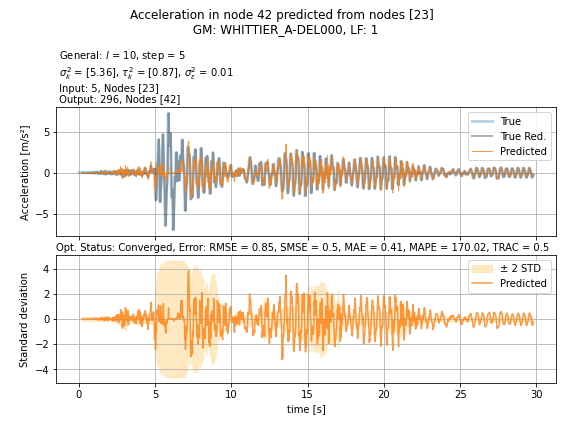 Acceleration in node 42 predicted from nodes [23]
GM: WHITTIER_A-DEL000, LF: 1
General: l = 10, step = 5
σ²ₖ = [5.36], τ²ₖ = [0.87], σ²ε = 0.01
Input: 5, Nodes [23]
Output: 296, Nodes [42]
Acceleration [m/s²]
5
0
−5
True
True Red.
Predicted
Opt. Status: Converged, Error: RMSE = 0.85, SMSE = 0.5, MAE = 0.41, MAPE = 170.02, TRAC = 0.5
Standard deviation
4
2
0
−2
−4
± 2 STD
Predicted
0 5 10 15 20 25 30
time [s]